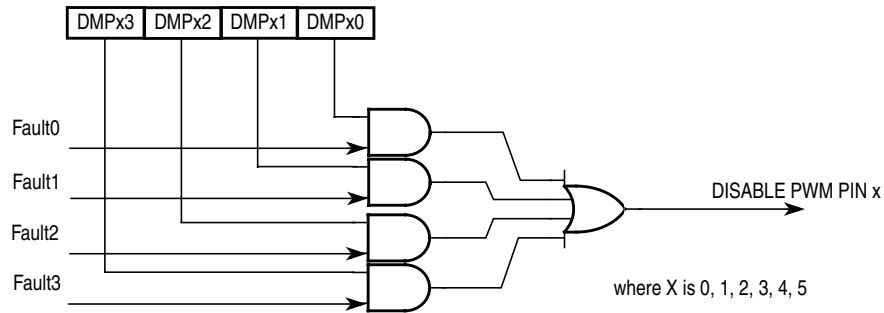 DMPx3 DMPx2 DMPx1 DMPx0
Fault0
Fault1
DISABLE PWM PIN x
Fault2
Fault3
where X is 0, 1, 2, 3, 4, 5